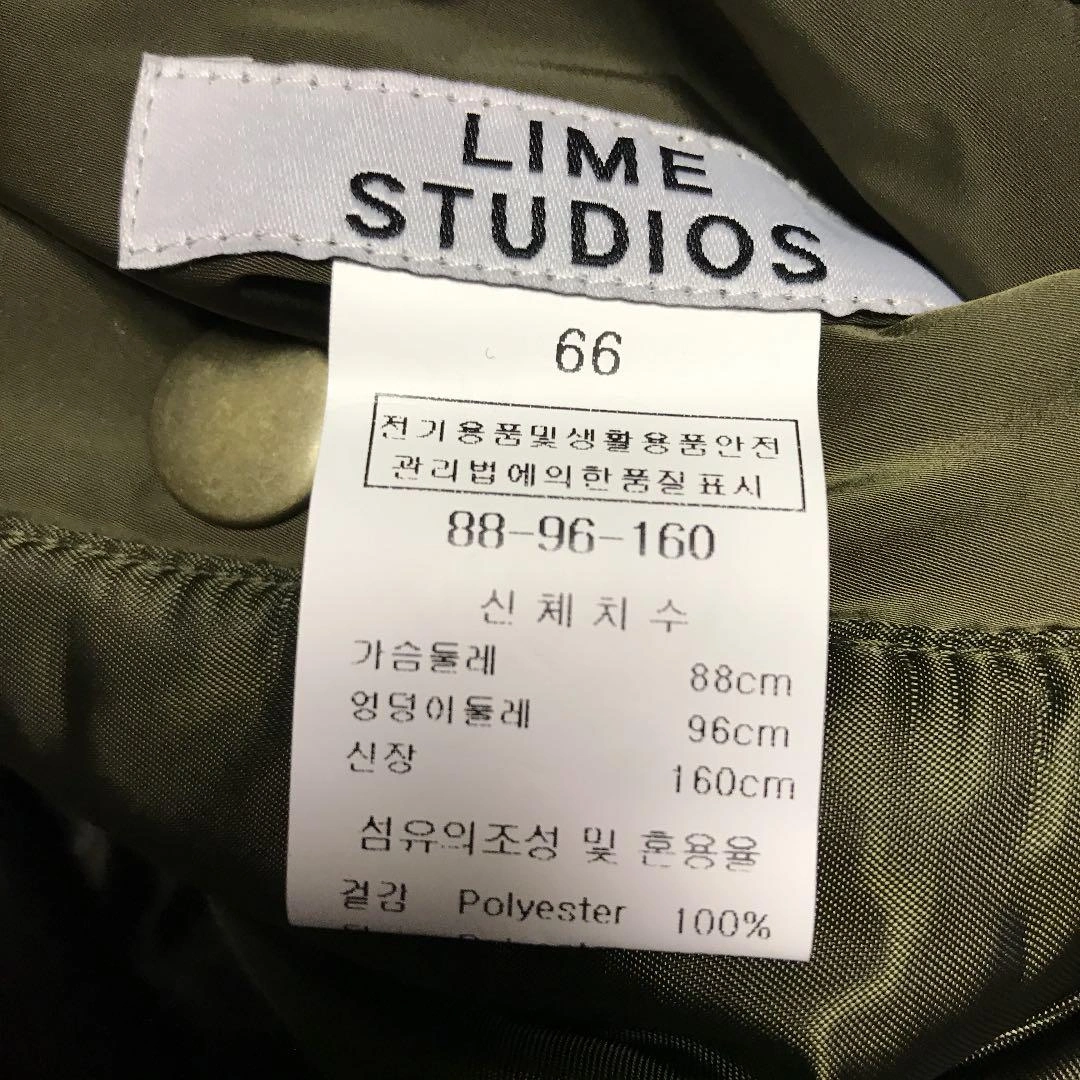 LIME
STUDIOS
66
전기용품및생활용품안전
관리법에의한품질표시
88-96-160
신체치수
가슴둘레 88cm
엉덩이둘레 96cm
신장 160cm
섬유의조성 및 혼용율
겉감 Polyester 100%